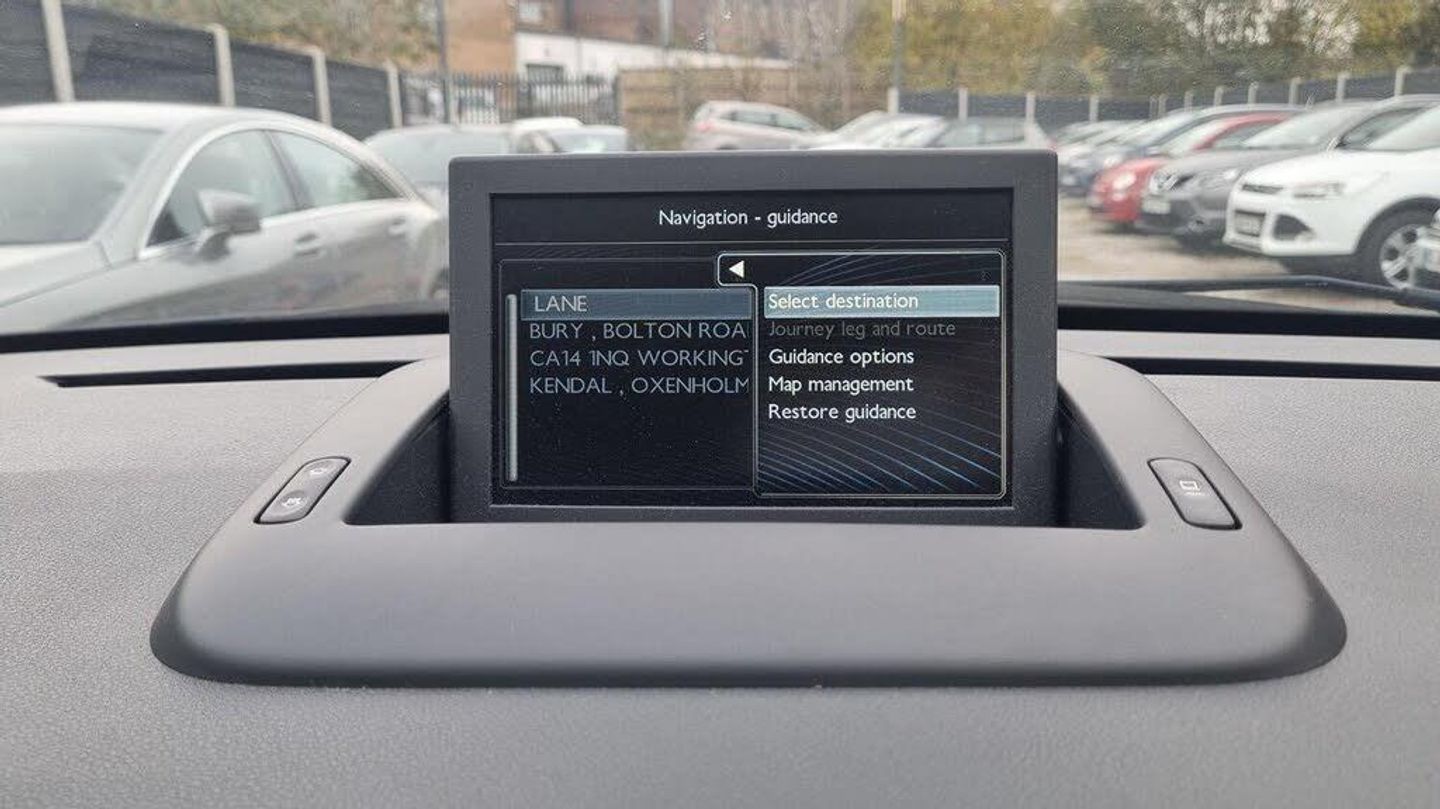 Navigation - guidance
LANE
BURY , BOLTON ROA
CA14 1NQ WORKINGT
KENDAL , OXENHOLM
Select destination
Journey leg and route
Guidance options
Map management
Restore guidance